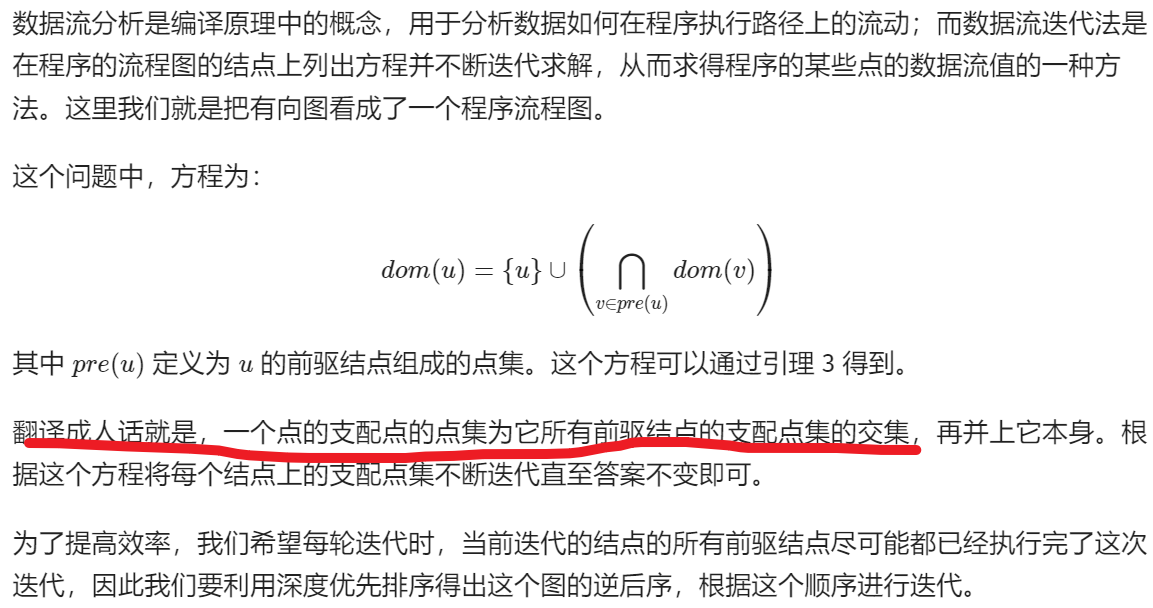 数据流分析是编译原理中的概念，用于分析数据如何在程序执行路径上的流动；而数据流迭代法是
在程序的流程图的结点上列出方程并不断迭代求解，从而求得程序的某些点的数据流值的一种方
法。这里我们就是把有向图看成了一个程序流程图。
这个问题中，方程为：
dom(u) = {u} ∪ (⋂_{v∈pre(u)} dom(v))
其中 pre(u) 定义为 u 的前驱结点组成的点集。这个方程可以通过引理 3 得到。
翻译成人话就是，一个点的支配点的点集为它所有前驱结点的支配点集的交集，再并上它本身。根
据这个方程将每个结点上的支配点集不断迭代直至答案不变即可。
为了提高效率，我们希望每轮迭代时，当前迭代的结点的所有前驱结点尽可能都已经执行完了这次
迭代，因此我们要利用深度优先排序得出这个图的逆后序，根据这个顺序进行迭代。